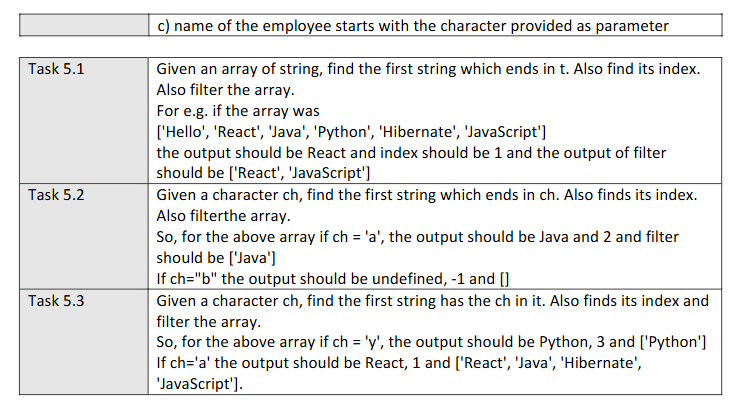 c) name of the employee starts with the character provided as parameter
Task 5.1
Given an array of string, find the first string which ends in t. Also find its index.
Also filter the array.
For e.g. if the array was
['Hello', 'React', 'Java', 'Python', 'Hibernate', 'JavaScript']
the output should be React and index should be 1 and the output of filter
should be ['React', 'JavaScript']
Task 5.2
Given a character ch, find the first string which ends in ch. Also finds its index.
Also filterthe array.
So, for the above array if ch = 'a', the output should be Java and 2 and filter
should be ['Java']
If ch="b" the output should be undefined, -1 and []
Task 5.3
Given a character ch, find the first string has the ch in it. Also finds its index and
filter the array.
So, for the above array if ch = 'y', the output should be Python, 3 and ['Python']
If ch='a' the output should be React, 1 and ['React', 'Java', 'Hibernate',
'JavaScript'].